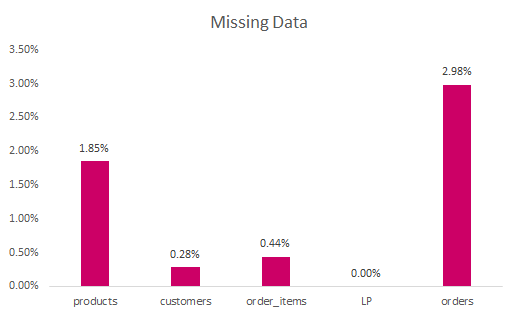 Missing Data
3.50%
3.00%
2.50%
2.00%
1.50%
1.00%
0.50%
0.00%
1.85%
0.28%
0.44%
0.00%
2.98%
products
customers
order_items
LP
orders